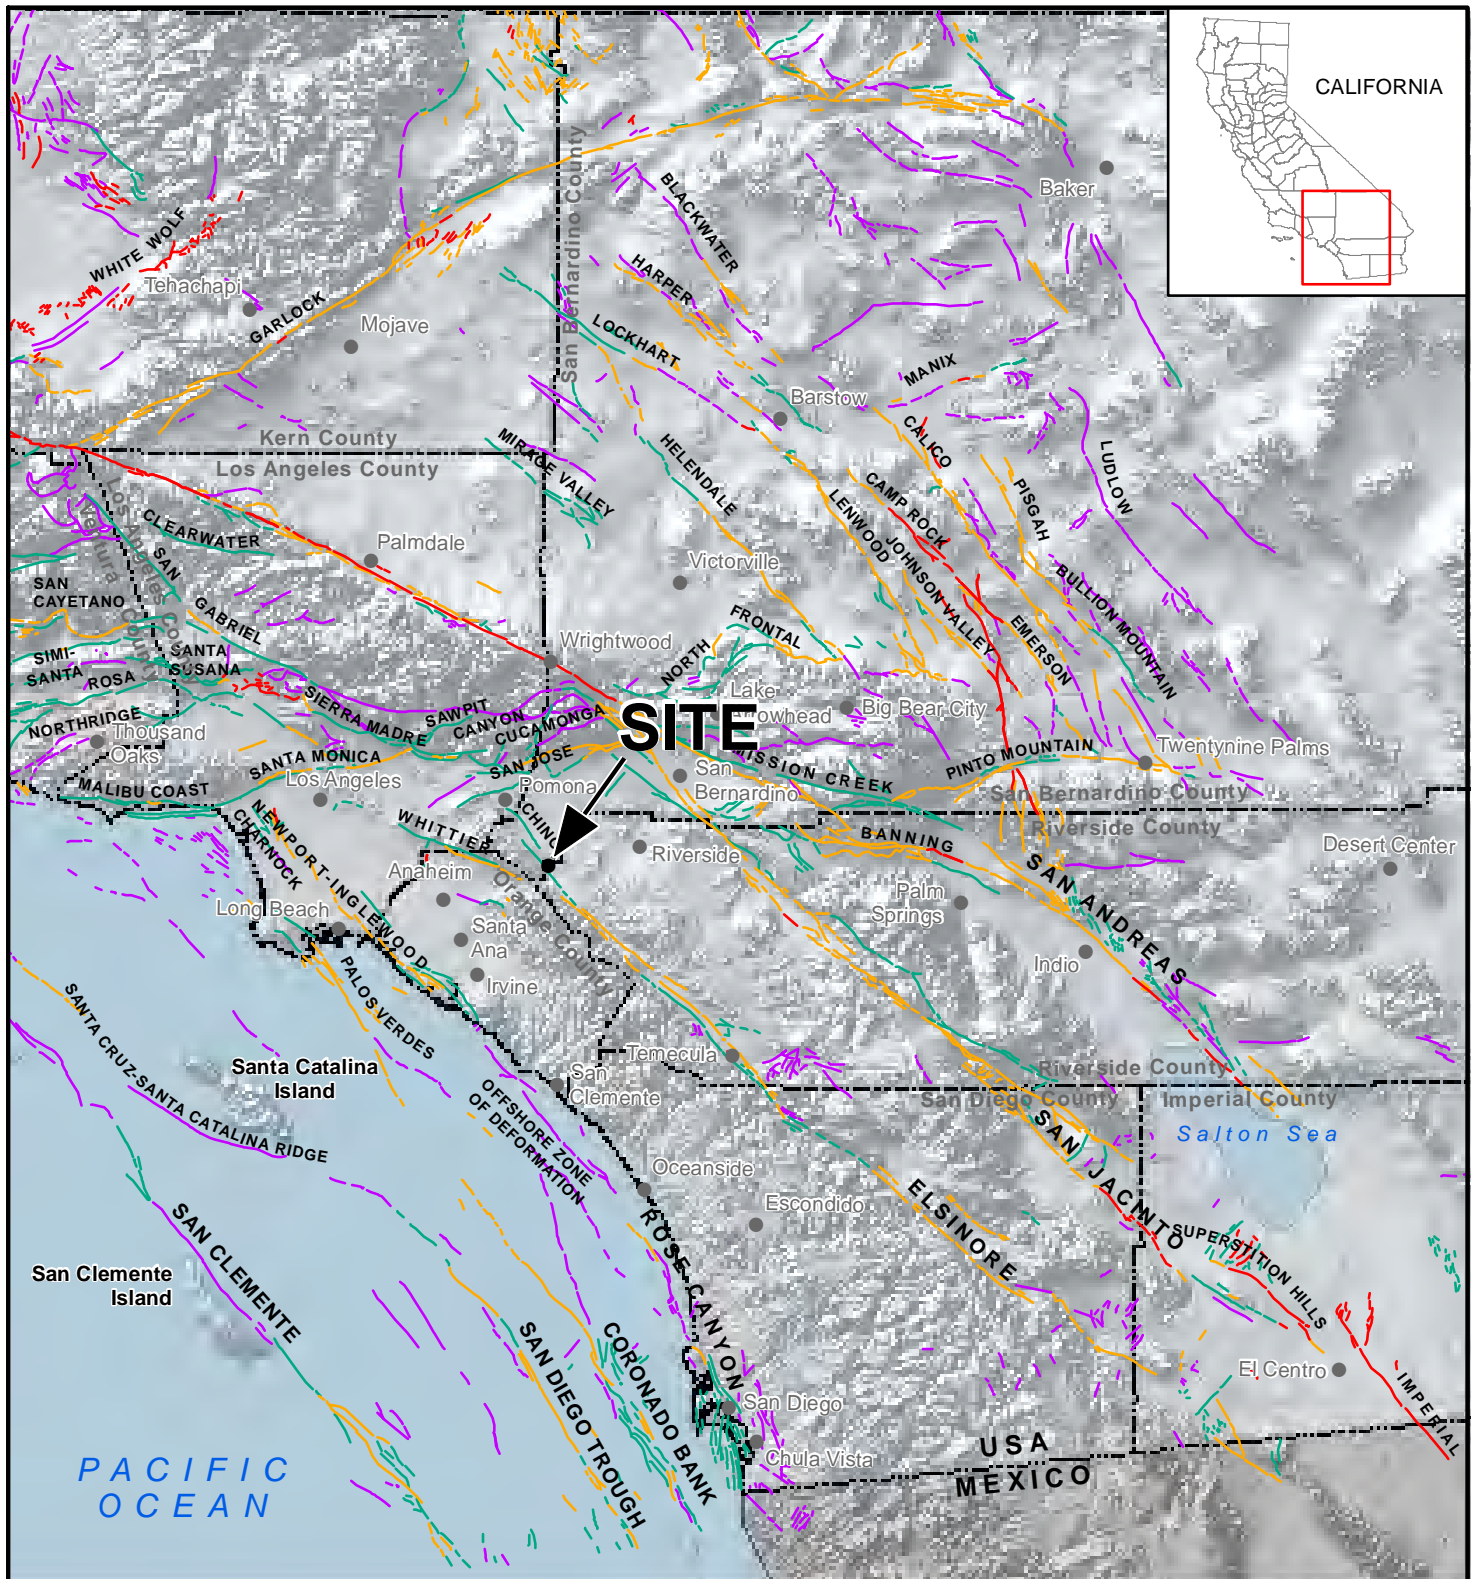 CALIFORNIA
Baker
San Bernardino County
BLACKWATER
WHITE WOLF
Tehachapi
HARPER
GARLOCK
Mojave
LOCKHART
MANIX
Barstow
CALICO
Kern County
Los Angeles County
MIRAGE VALLEY
HELENDALE
LUDLOW
PISGAH
CAMP ROCK
LENWOOD
Ventura County
Los Angeles County
CLEARWATER
SAN
GABRIEL
Palmdale
JOHNSON VALLEY
Victorville
BULLION MOUNTAIN
SAN
CAYETANO
EMERSON
NORTH
FRONTAL
Wrightwood
SIMI-
SANTA
ROSA
SANTA
SUSANA
Lake
Arrowhead
Big Bear City
SIERRA MADRE
SAWPIT
CANYON
CUCAMONGA
SITE
NORTHRIDGE
Thousand
Oaks
SANTA MONICA
SAN JOSE
MISSION CREEK
PINTO MOUNTAIN
Twentynine Palms
MALIBU COAST
Los Angeles
Pomona
San
Bernardino
San Bernardino County
Riverside County
CHINO
WHITTIER
NEWPORT-INGLEWOOD
CHARNOCK
Riverside
BANNING
Desert Center
Anaheim
Orange County
SAN ANDREAS
Palm
Springs
Long Beach
Santa
Ana
Indio
Irvine
PALOS VERDES
SANTA CRUZ-SANTA CATALINA RIDGE
Santa Catalina
Island
Temecula
San
Clemente
Riverside County
San Diego County
Imperial County
OFFSHORE ZONE
OF DEFORMATION
Salton Sea
SAN JACINTO
Oceanside
Escondido
ELSINORE
ROSE CANYON
SUPERSTITION HILLS
SAN CLEMENTE
San Clemente
Island
SAN DIEGO TROUGH
CORONADO BANK
El Centro
IMPERIAL
San Diego
Chula Vista
USA
MEXICO
PACIFIC
OCEAN